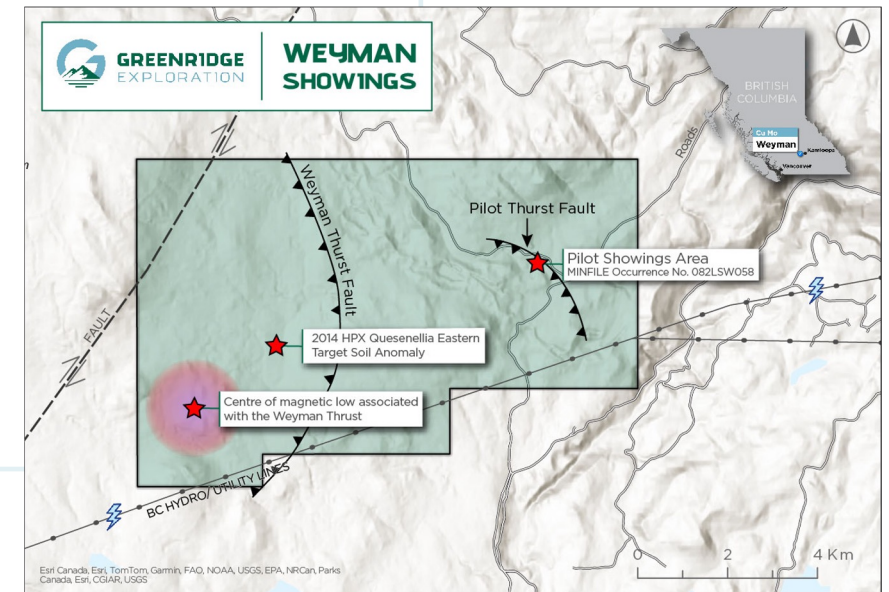 GREENRIDGE
EXPLORATION
WEYMAN
SHOWINGS
BRITISH
COLUMBIA
Cu Mo
Weyman
Kamloops
Vancouver
Roads
Weyman Thurst Fault
Pilot Thurst Fault
Pilot Showings Area
MINFILE Occurrence No. 082LSW058
FAULT
2014 HPX Quesenellia Eastern
Target Soil Anomaly
Centre of magnetic low associated
with the Weyman Thrust
BC HYDRO/ UTILITY LINES
0 2 4 Km
Esri Canada, Esri, TomTom, Garmin, FAO, NOAA, USGS, EPA, NRCan, Parks
Canada, Esri, CGIAR, USGS